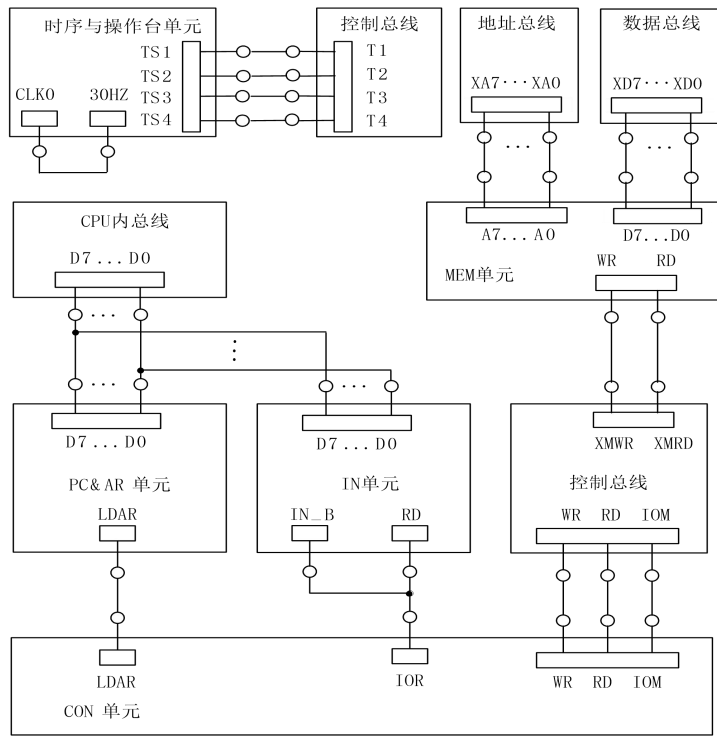 时序与操作台单元
控制总线
地址总线
数据总线
TS1
T1
TS2
T2
XA7···XA0
XD7···XD0
CLK0
30HZ
TS3
T3
TS4
T4
···
···
CPU内总线
A7...A0
D7...D0
D7...D0
WR
RD
MEM单元
···
···
···
···
D7...D0
D7...D0
XMWR
XMRD
PC&AR 单元
IN单元
控制总线
LDAR
IN_B
RD
WR
RD
IOM
LDAR
IOR
WR
RD
IOM
CON 单元